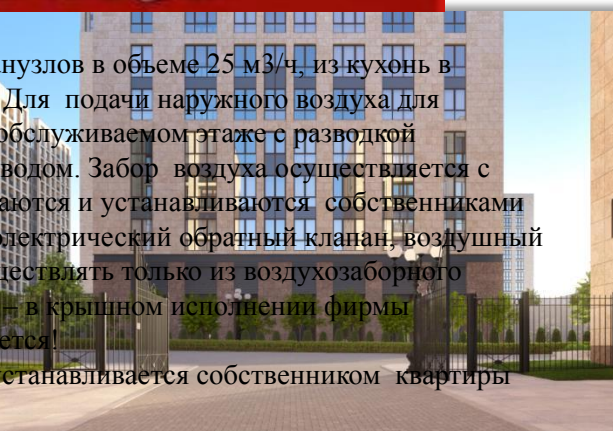 нузлов в объеме 25 м3/ч, из кухонь в
Для подачи наружного воздуха для
обслуживаемом этаже с разводкой
водом. Забор воздуха осуществляется с
аются и устанавливаются собственниками
электрический обратный клапан, воздушный
ществлять только из воздухозаборного
– в крышном исполнении фирмы
ется!
устанавливается собственником квартиры